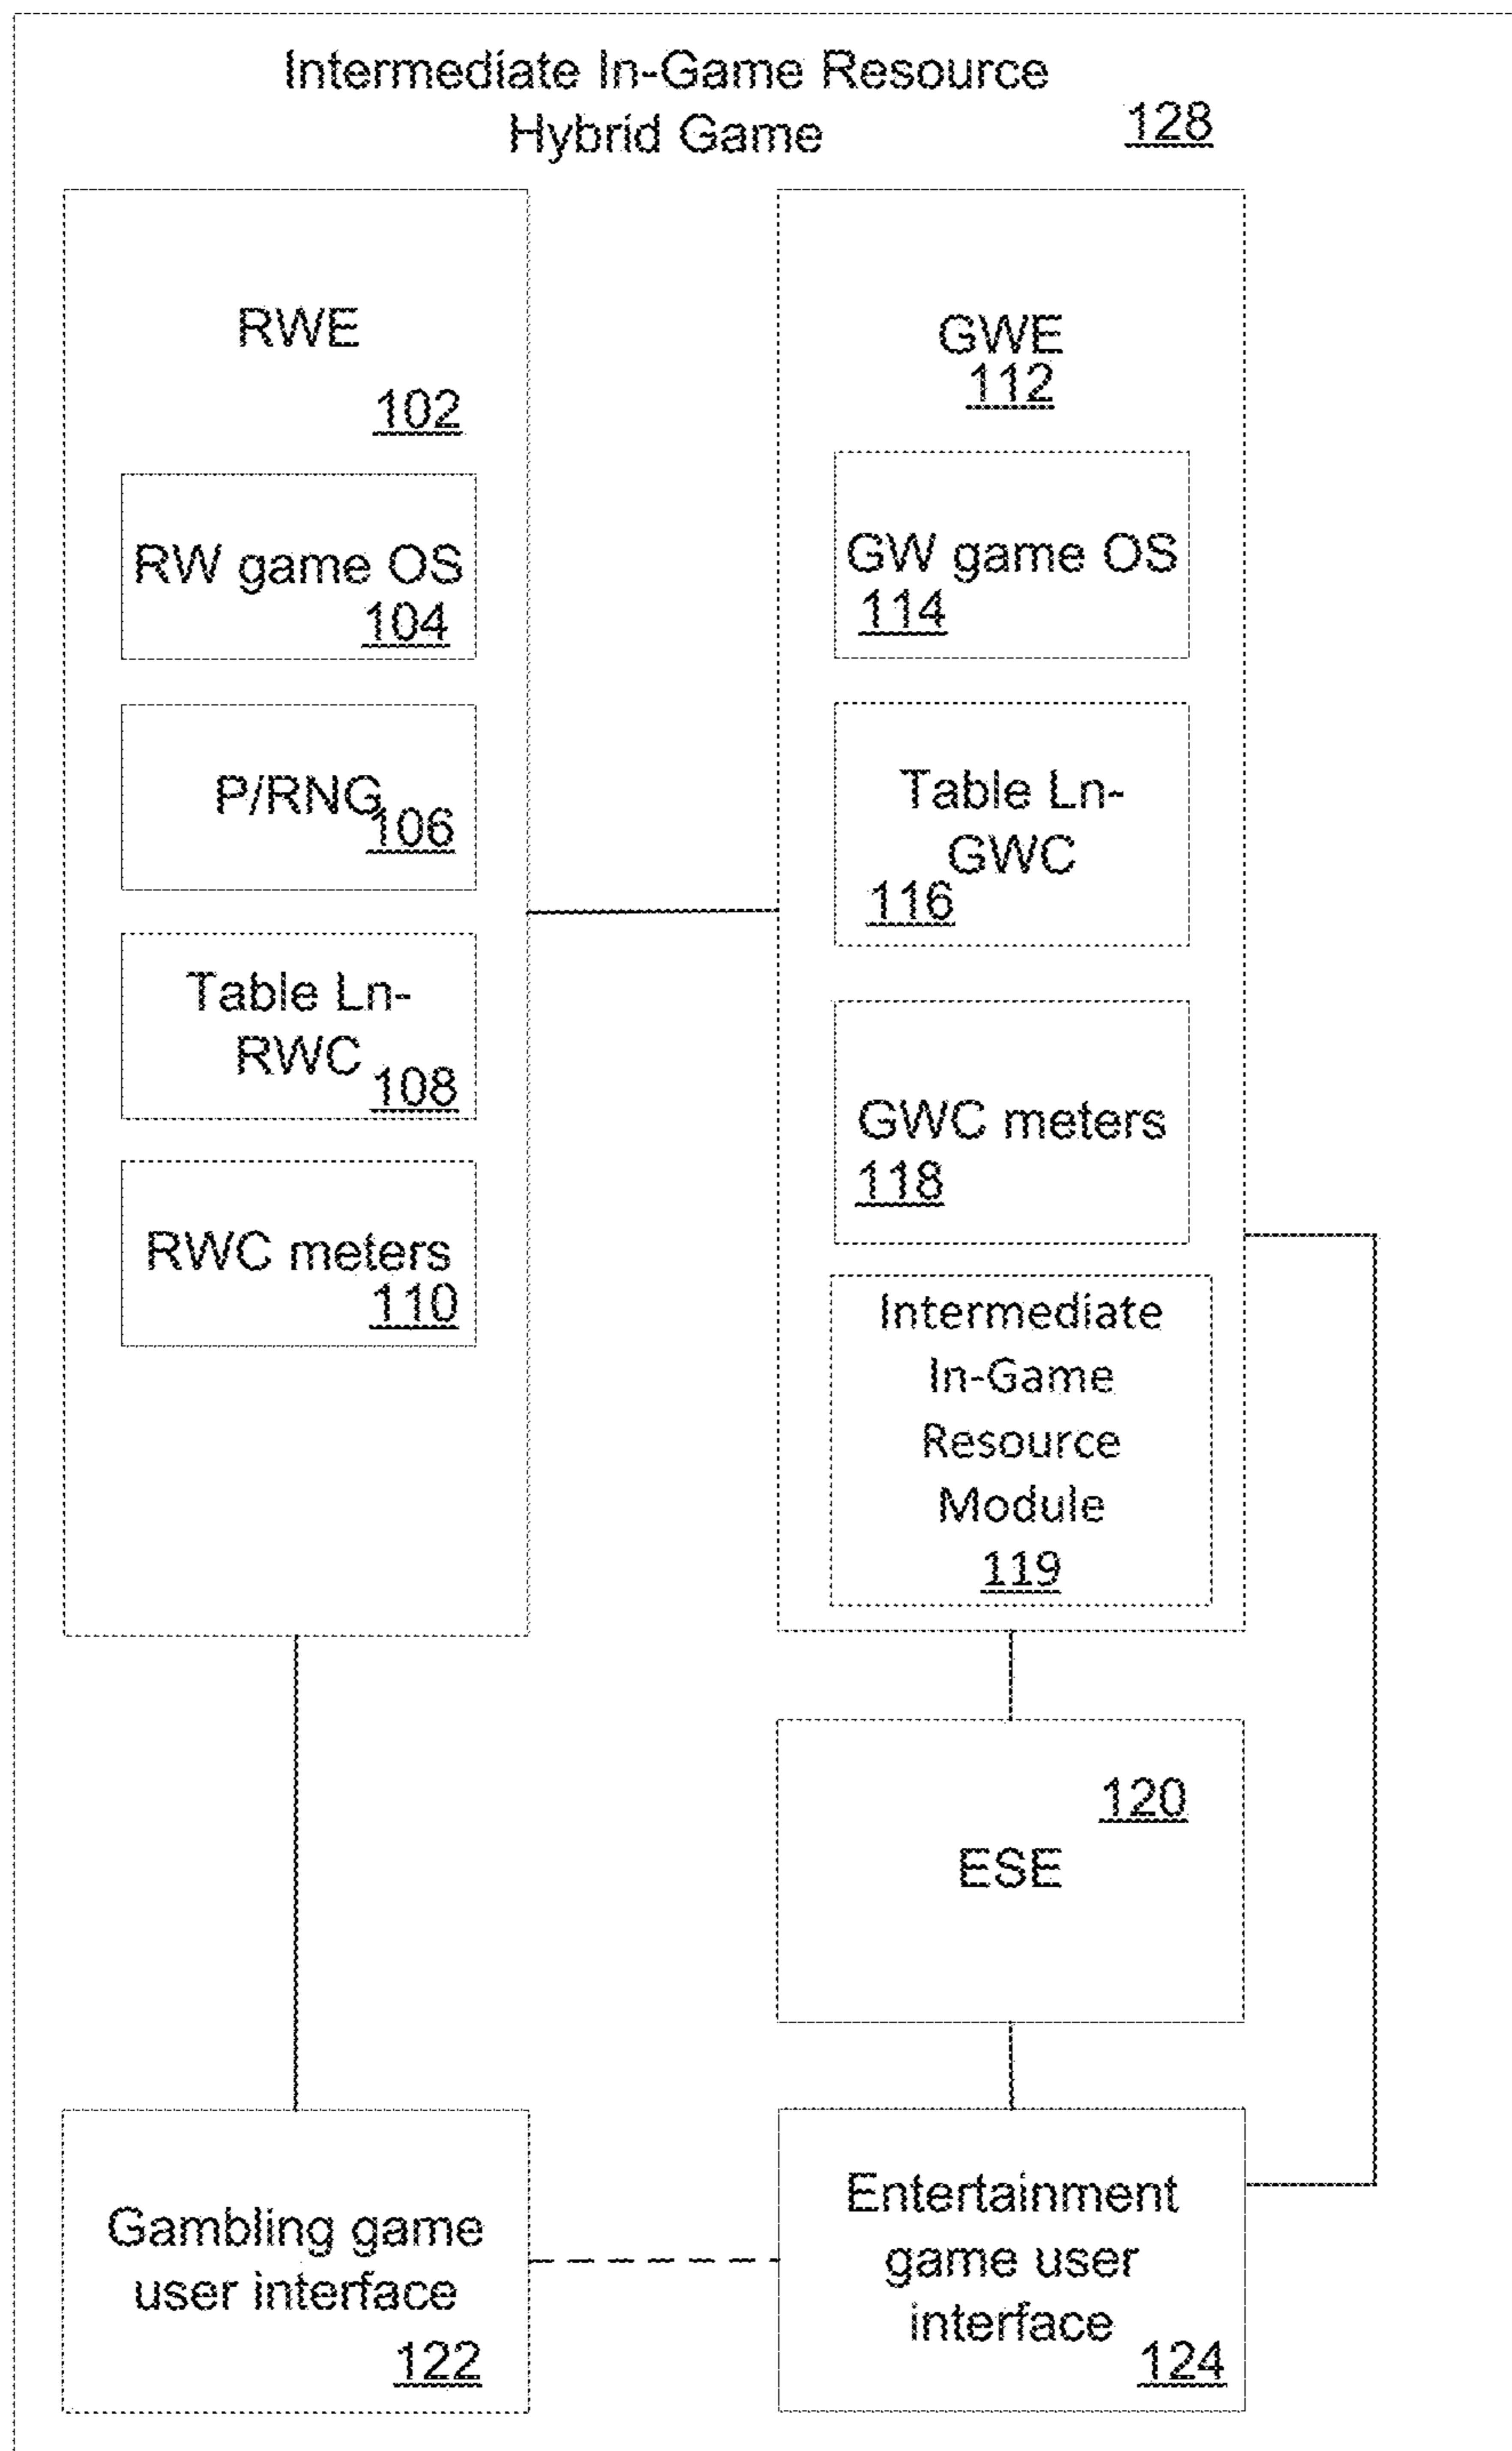 Intermediate In-Game Resource
Hybrid Game
128
RWE
102
RW game OS
104
P/RNG
106
Table Ln-
RWC
108
RWC meters
110
GWE
112
GW game OS
114
Table Ln-
GWC
116
GWC meters
118
Intermediate
In-Game
Resource
Module
119
120
ESE
Gambling game
user interface
122
Entertainment
game user
interface
124